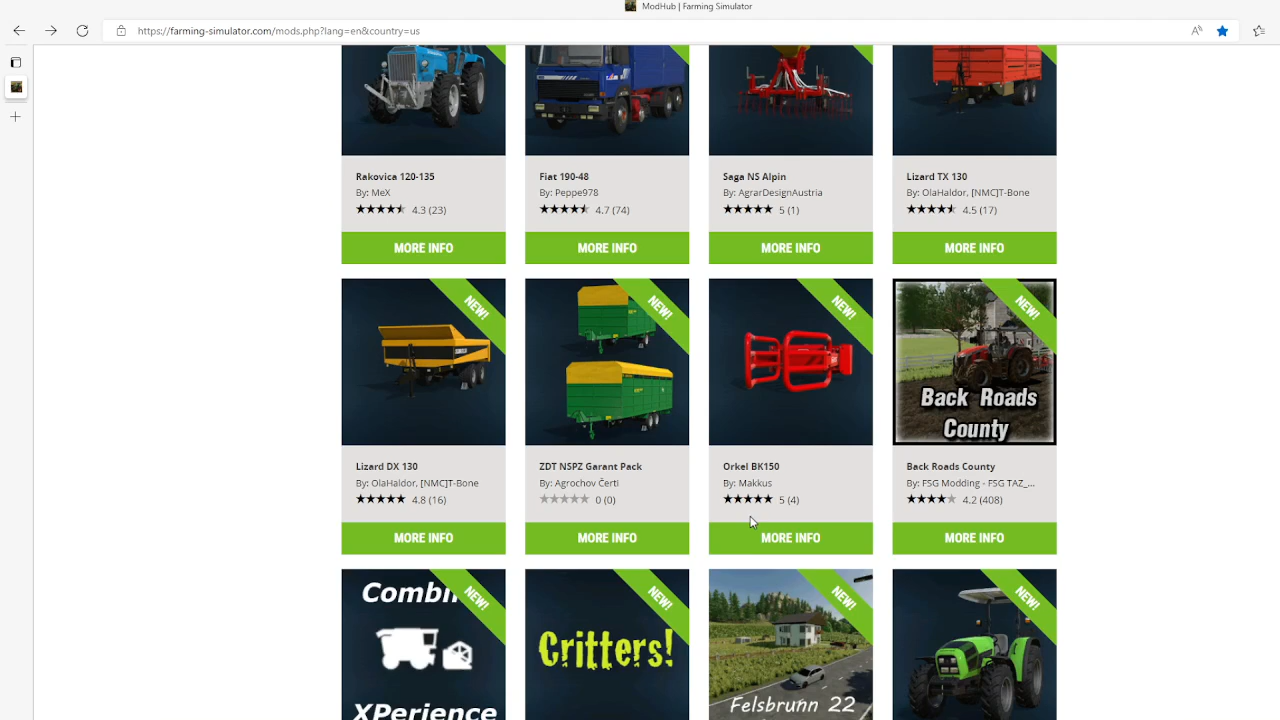 ModHub | Farming Simulator
https://farming-simulator.com/mods.php?lang=en&country=us
Rakovica 120-135
By: MeX
4.3 (23)
MORE INFO
Fiat 190-48
By: Peppe978
4.7 (74)
MORE INFO
Saga NS Alpin
By: AgrarDesignAustria
5 (1)
MORE INFO
Lizard TX 130
By: OlaHaldor, [NMC]T-Bone
4.5 (17)
MORE INFO
NEW!
Lizard DX 130
By: OlaHaldor, [NMC]T-Bone
4.8 (16)
MORE INFO
NEW!
ZDT NSPZ Garant Pack
By: Agrochov Čerti
0 (0)
MORE INFO
NEW!
Orkel BK150
By: Makkus
5 (4)
MORE INFO
NEW!
Back Roads
County
Back Roads County
By: FSG Modding - FSG TAZ_...
4.2 (408)
MORE INFO
NEW!
XPerience
NEW!
Critters!
NEW!
Felsbrunn 22
NEW!